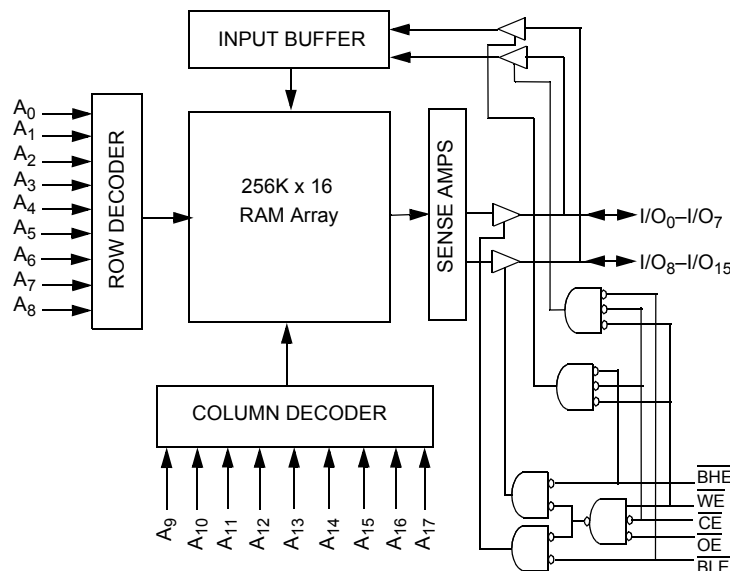 INPUT BUFFER
A0
A1
A2
A3
A4
A5
A6
A7
A8
ROW DECODER
256K x 16
RAM Array
SENSE AMPS
I/O0–I/O7
I/O8–I/O15
COLUMN DECODER
A9
A10
A11
A12
A13
A14
A15
A16
A17
BHE
WE
CE
OE
BLE